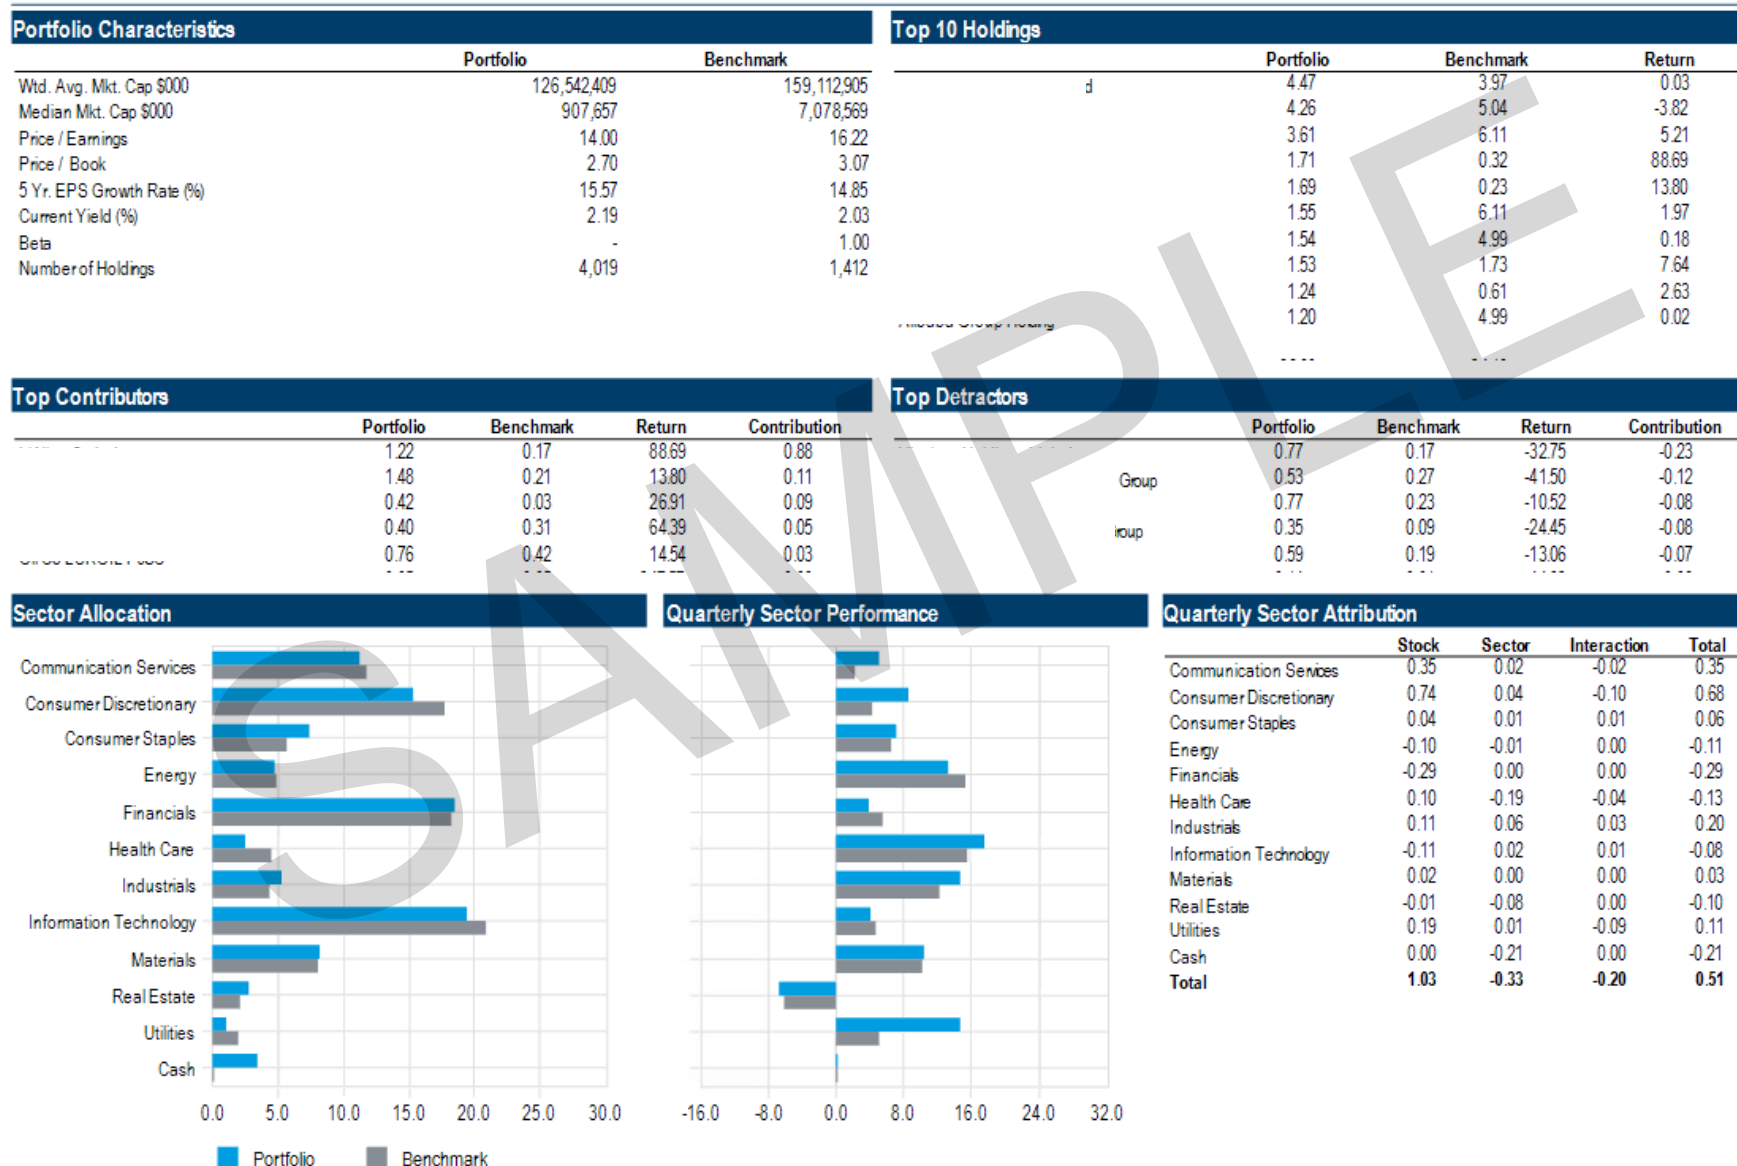 Portfolio Characteristics
Portfolio Benchmark
Wtd. Avg. Mkt. Cap $000 126,542,409 159,112,905
Median Mkt. Cap $000 907,657 7,078,569
Price / Earnings 14.00 16.22
Price / Book 2.70 3.07
5 Yr. EPS Growth Rate (%) 15.57 14.85
Current Yield (%) 2.19 2.03
Beta - 1.00
Number of Holdings 4,019 1,412
Top 10 Holdings
Portfolio Benchmark Return
d 4.47 3.97 0.03
4.26 5.04 -3.82
3.61 6.11 5.21
1.71 0.32 88.69
1.69 0.23 13.80
1.55 6.11 1.97
1.54 4.99 0.18
1.53 1.73 7.64
1.24 0.61 2.63
1.20 4.99 0.02
Top Contributors
Portfolio Benchmark Return Contribution
1.22 0.17 88.69 0.88
1.48 0.21 13.80 0.11
0.42 0.03 26.91 0.09
0.40 0.31 64.39 0.05
0.76 0.42 14.54 0.03
Top Detractors
Portfolio Benchmark Return Contribution
0.77 0.17 -32.75 -0.23
Group 0.53 0.27 -41.50 -0.12
0.77 0.23 -10.52 -0.08
roup 0.35 0.09 -24.45 -0.08
0.59 0.19 -13.06 -0.07
Sector Allocation
Communication Services
Consumer Discretionary
Consumer Staples
Energy
Financials
Health Care
Industrials
Information Technology
Materials
Real Estate
Utilities
Cash
0.0 5.0 10.0 15.0 20.0 25.0 30.0
Portfolio Benchmark
Quarterly Sector Performance
-16.0 -8.0 0.0 8.0 16.0 24.0 32.0
Quarterly Sector Attribution
Stock Sector Interaction Total
Communication Services 0.35 0.02 -0.02 0.35
Consumer Discretionary 0.74 0.04 -0.10 0.68
Consumer Staples 0.04 0.01 0.01 0.06
Energy -0.10 -0.01 0.00 -0.11
Financials -0.29 0.00 0.00 -0.29
Health Care 0.10 -0.19 -0.04 -0.13
Industrials 0.11 0.06 0.03 0.20
Information Technology -0.11 0.02 0.01 -0.08
Materials 0.02 0.00 0.00 0.03
Real Estate -0.01 -0.08 0.00 -0.10
Utilities 0.19 0.01 -0.09 0.11
Cash 0.00 -0.21 0.00 -0.21
Total 1.03 -0.33 -0.20 0.51
SAMPLE